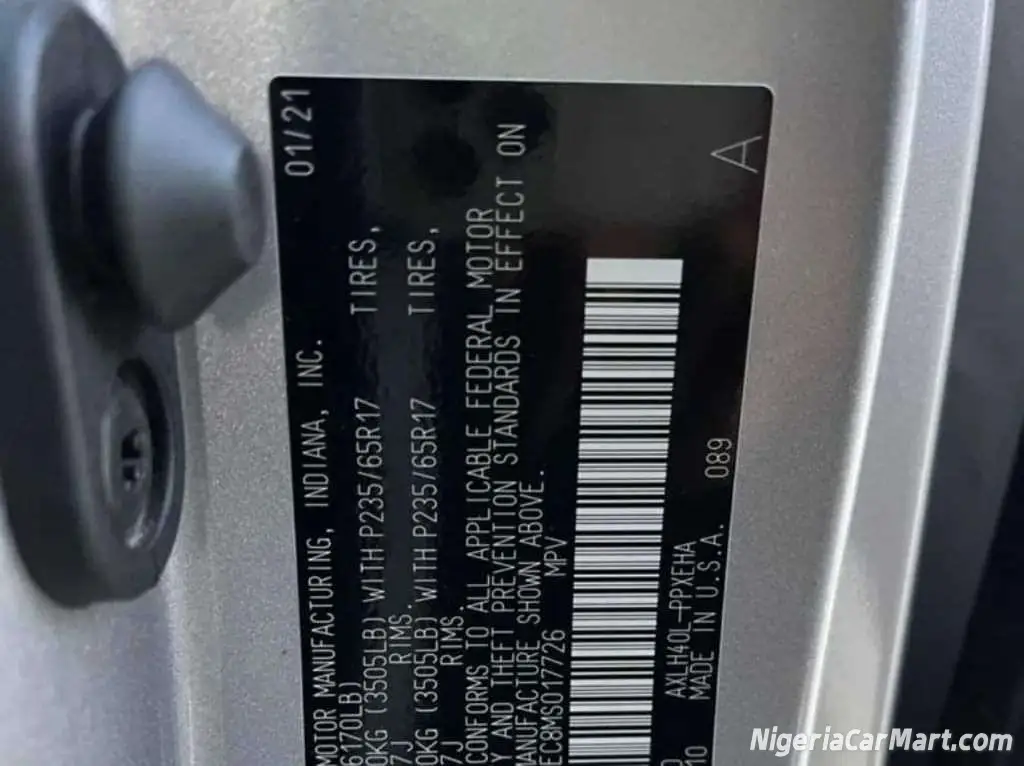 01/21
MOTOR MANUFACTURING, INDIANA, INC.
6170LB)
0KG (3505LB) WITH P235/65R17 TIRES,
7J RIMS.
0KG (3505LB) WITH P235/65R17 TIRES,
7J RIMS.
CONFORMS TO ALL APPLICABLE FEDERAL MOTOR
Y AND THEFT PREVENTION STANDARDS IN EFFECT ON
MANUFACTURE SHOWN ABOVE.
EC8MS017726 MPV
A
089
AXLH40L-PPXEHA
10 MADE IN U.S.A.
NigeriaCarMart.com